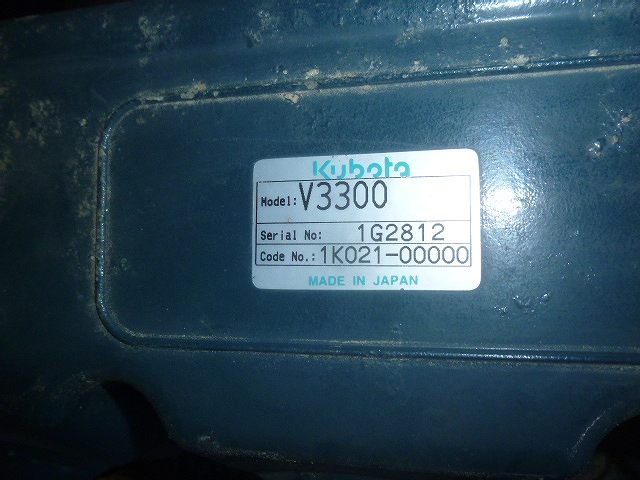 Kubota
Model: V3300
Serial No: 1G2812
Code No.: 1K021-00000
MADE IN JAPAN